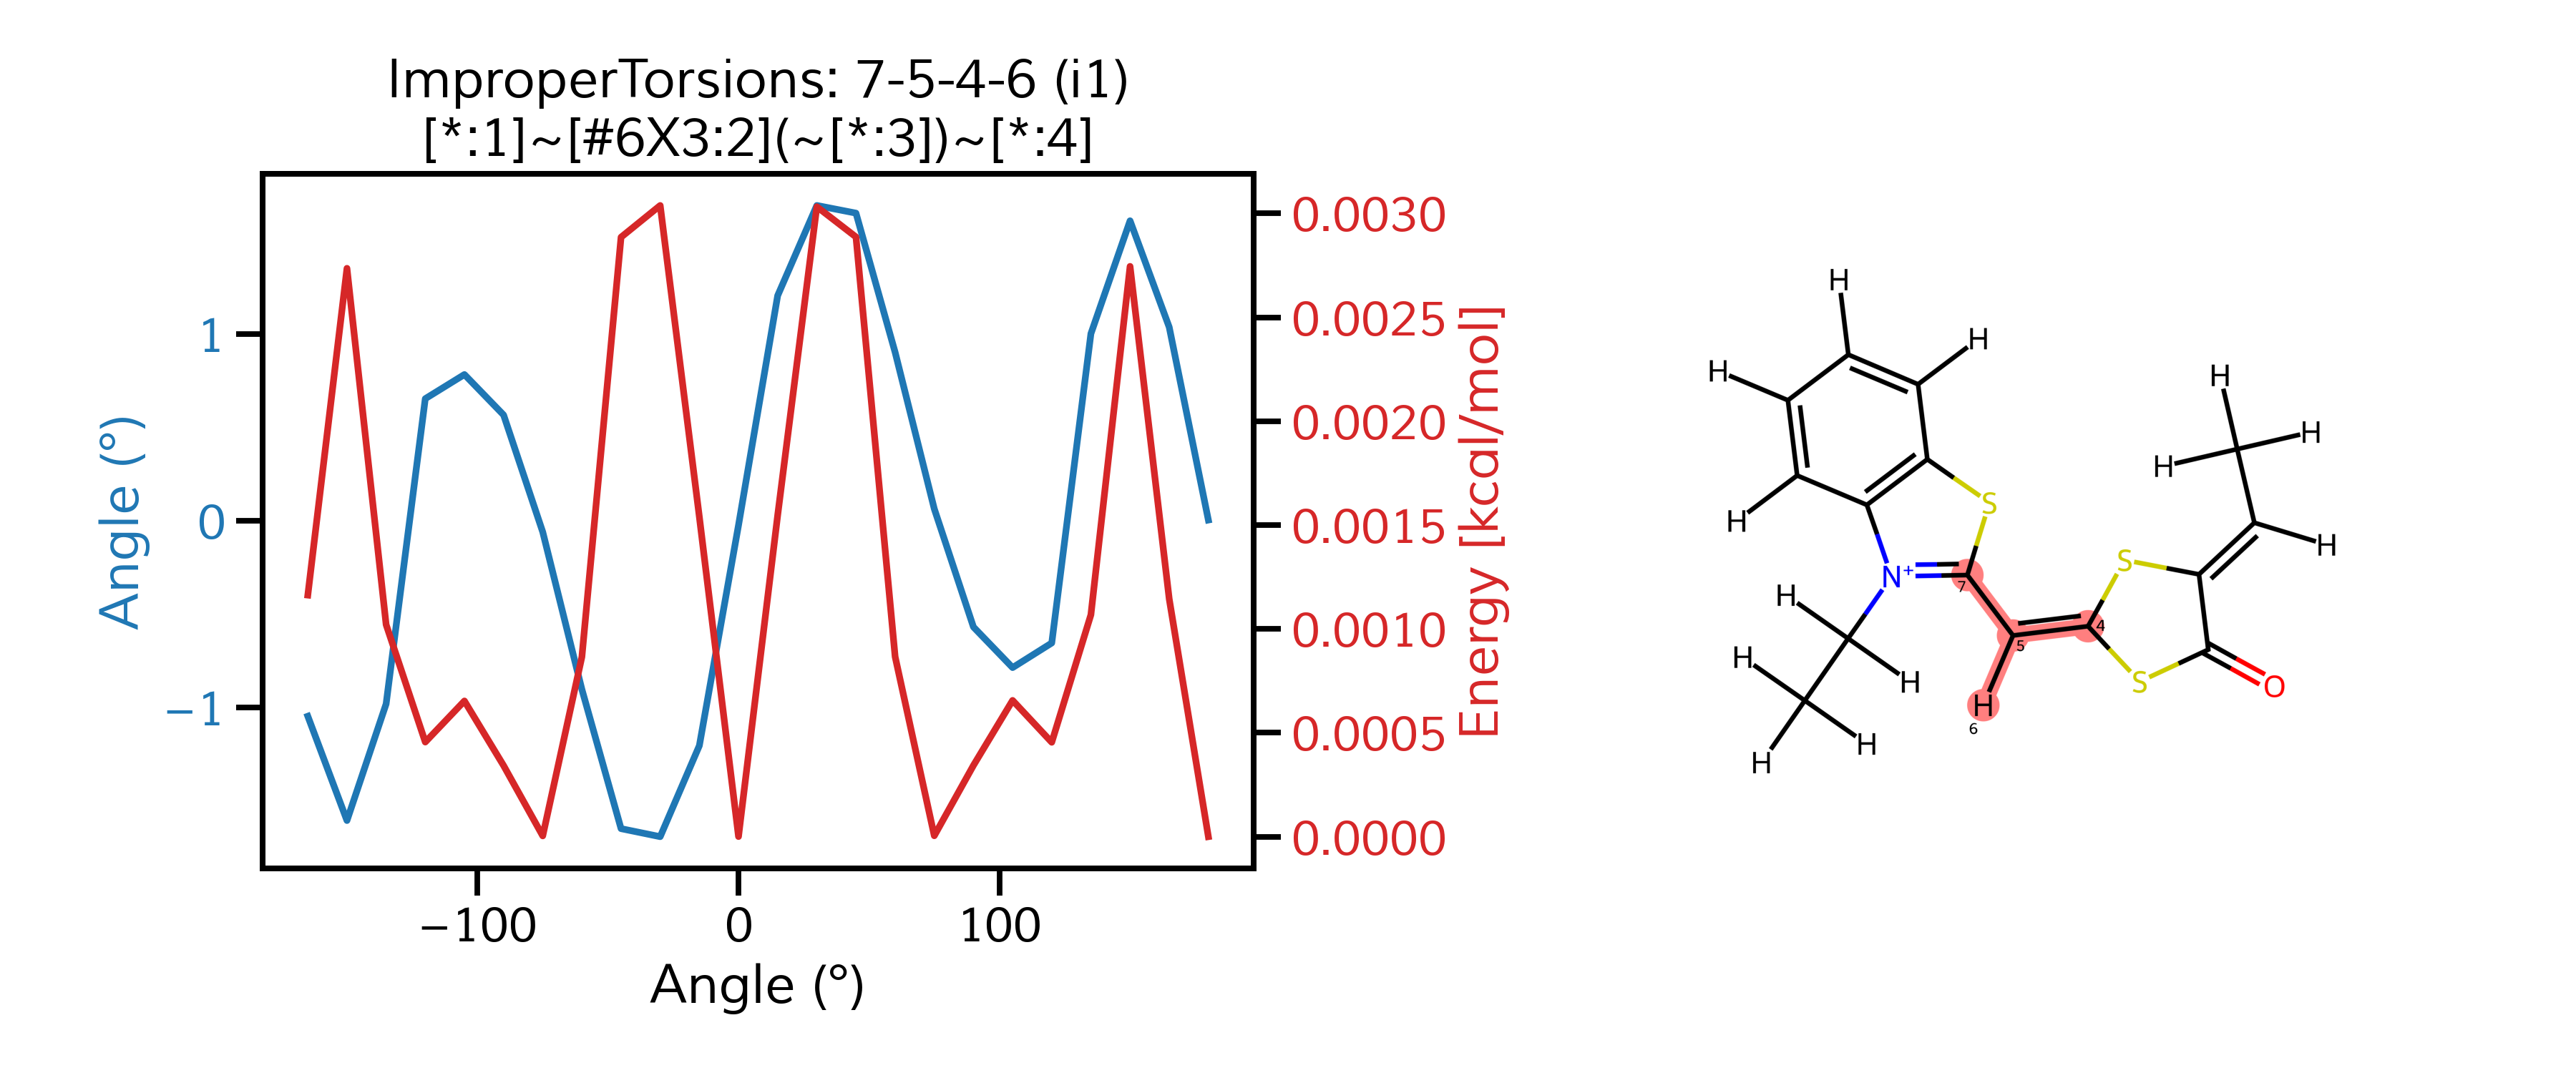 ImproperTorsions: 7-5-4-6 (i1)
[*:1]~[#6X3:2](~[*:3])~[*:4]
Angle (°)
1
0
−1
−100
0
100
Angle (°)
0.0030
0.0025
0.0020
0.0015
0.0010
0.0005
0.0000
Energy [kcal/mol]
H
H
H
H
H
H
H
S
H
S
H
N⁺
7
H
4
5
H
H
S
H
O
6
H
H